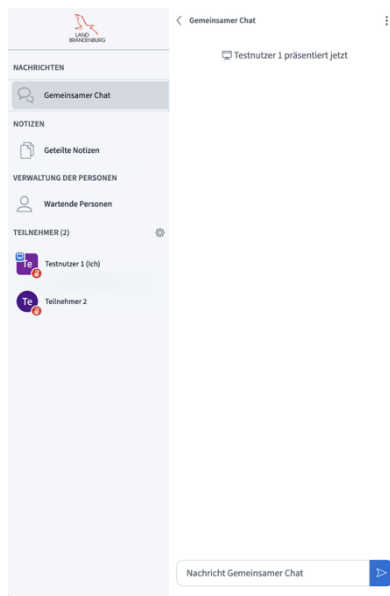 LAND
BRANDENBURG
NACHRICHTEN
Gemeinsamer Chat
NOTIZEN
Geteilte Notizen
VERWALTUNG DER PERSONEN
Wartende Personen
TEILNEHMER (2)
Te
Testnutzer 1 (Ich)
Te
Teilnehmer 2
Gemeinsamer Chat
Testnutzer 1 präsentiert jetzt
Nachricht Gemeinsamer Chat